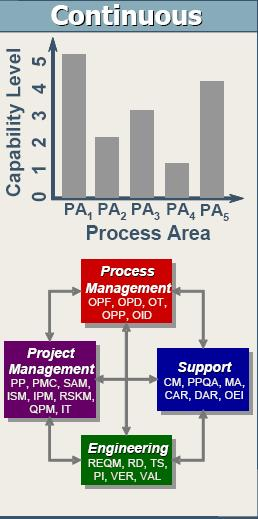 Continuous
Capability Level
5
4
3
2
1
0
PA1 PA2 PA3 PA4 PA5
Process Area
Process
Management
OPF, OPD, OT,
OPP, OID
Project
Management
PP, PMC, SAM,
ISM, IPM, RSKM,
QPM, IT
Support
CM, PPQA, MA,
CAR, DAR, OEI
Engineering
REQM, RD, TS,
PI, VER, VAL